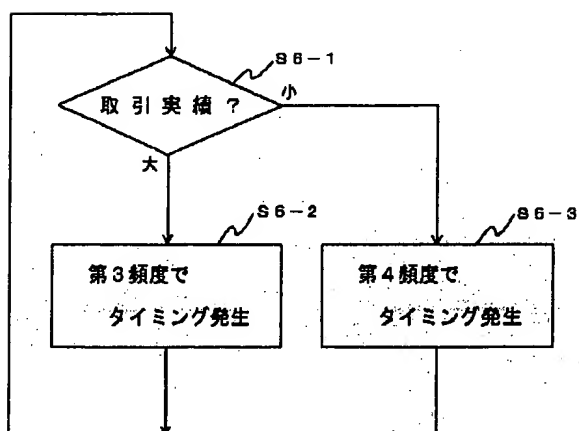 S6-1
取引実績?
小
大
S6-2
S6-3
第3頻度で
タイミング発生
第4頻度で
タイミング発生